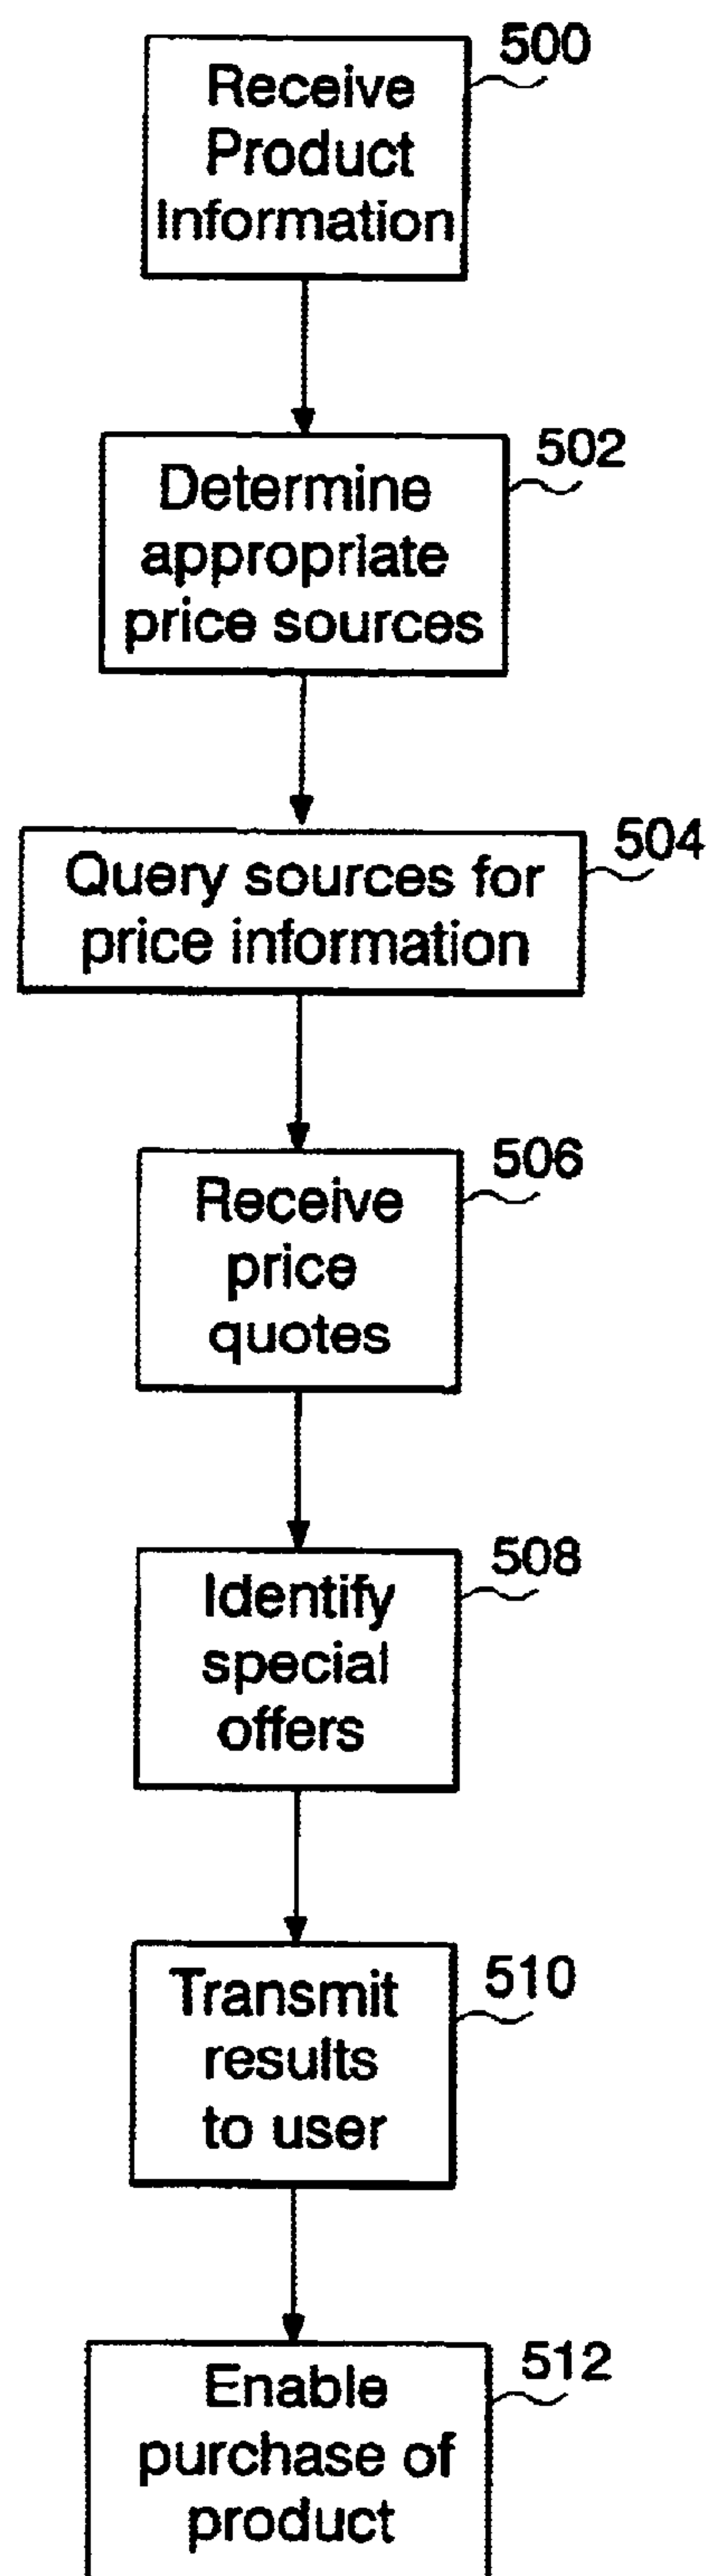 500
Receive
Product
Information
502
Determine
appropriate
price sources
504
Query sources for
price information
506
Receive
price
quotes
508
Identify
special
offers
510
Transmit
results
to user
512
Enable
purchase of
product